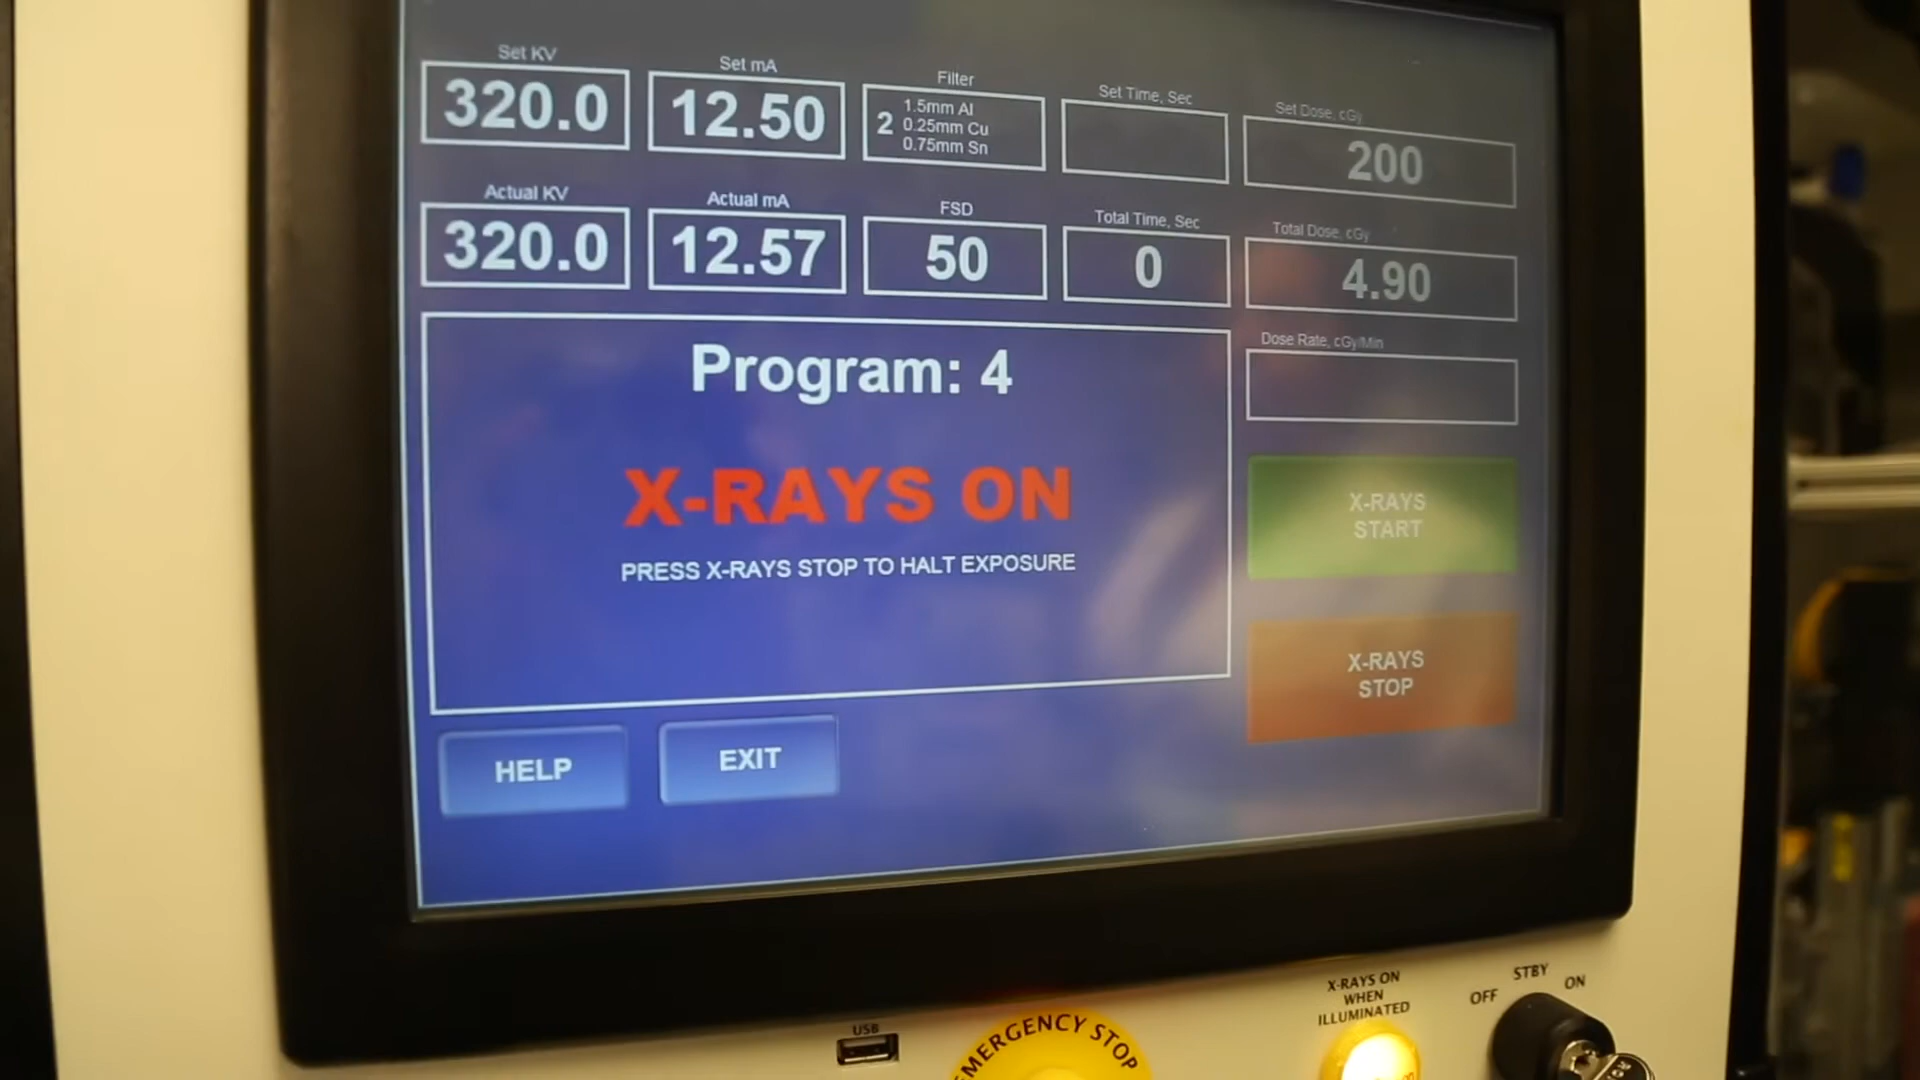 Set KV
320.0
Set mA
12.50
Filter
2
1.5mm Al
0.25mm Cu
0.75mm Sn
Set Time, Sec
Set Dose, cGy
200
Actual KV
320.0
Actual mA
12.57
FSD
50
Total Time, Sec
0
Total Dose, cGy
4.90
Dose Rate, cGy/Min
Program: 4
X-RAYS ON
PRESS X-RAYS STOP TO HALT EXPOSURE
X-RAYS
START
X-RAYS
STOP
HELP
EXIT
USB
EMERGENCY STOP
X-RAYS ON
WHEN
ILLUMINATED
OFF
STBY
ON